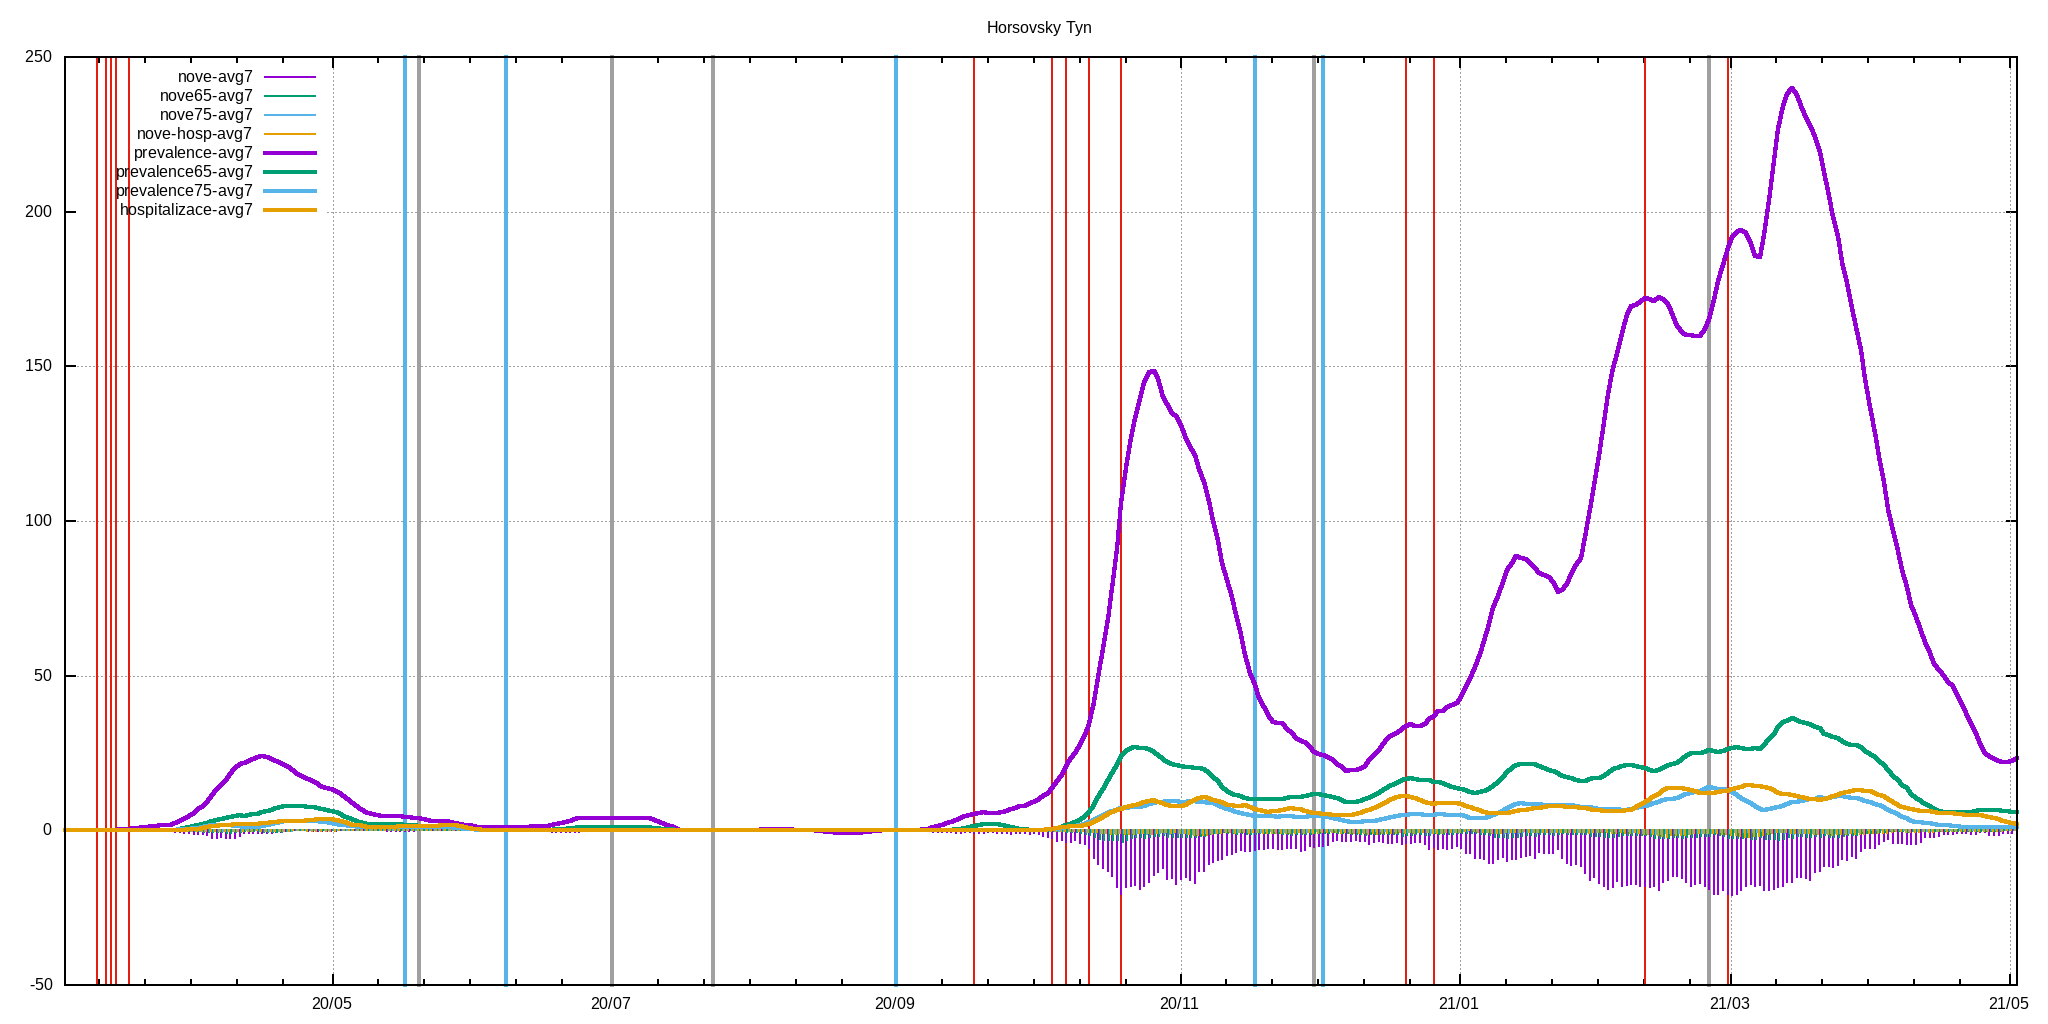 Horsovsky Tyn
250
200
150
100
50
0
-50
nove-avg7
nove65-avg7
nove75-avg7
nove-hosp-avg7
prevalence-avg7
prevalence65-avg7
prevalence75-avg7
hospitalizace-avg7
20/05
20/07
20/09
20/11
21/01
21/03
21/05